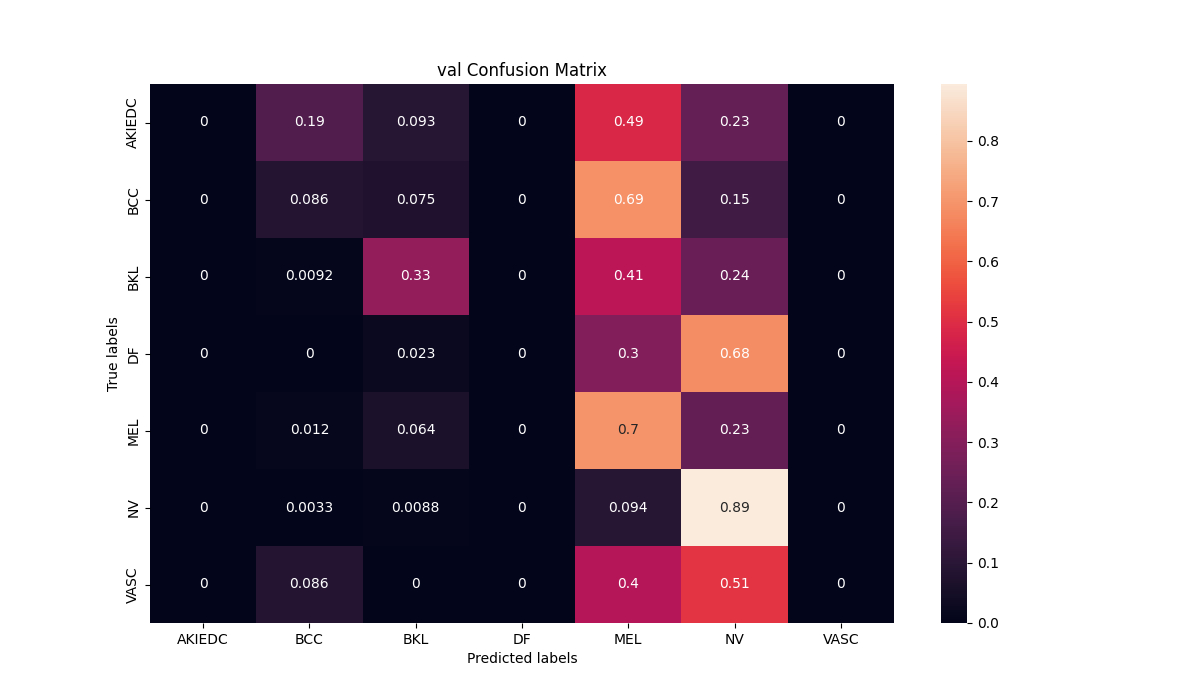 val Confusion Matrix
AKIEDC 0 0.19 0.093 0 0.49 0.23 0
BCC 0 0.086 0.075 0 0.69 0.15 0
BKL 0 0.0092 0.33 0 0.41 0.24 0
DF 0 0 0.023 0 0.3 0.68 0
MEL 0 0.012 0.064 0 0.7 0.23 0
NV 0 0.0033 0.0088 0 0.094 0.89 0
VASC 0 0.086 0 0 0.4 0.51 0
True labels
AKIEDC BCC BKL DF MEL NV VASC
Predicted labels
0.8
0.7
0.6
0.5
0.4
0.3
0.2
0.1
0.0